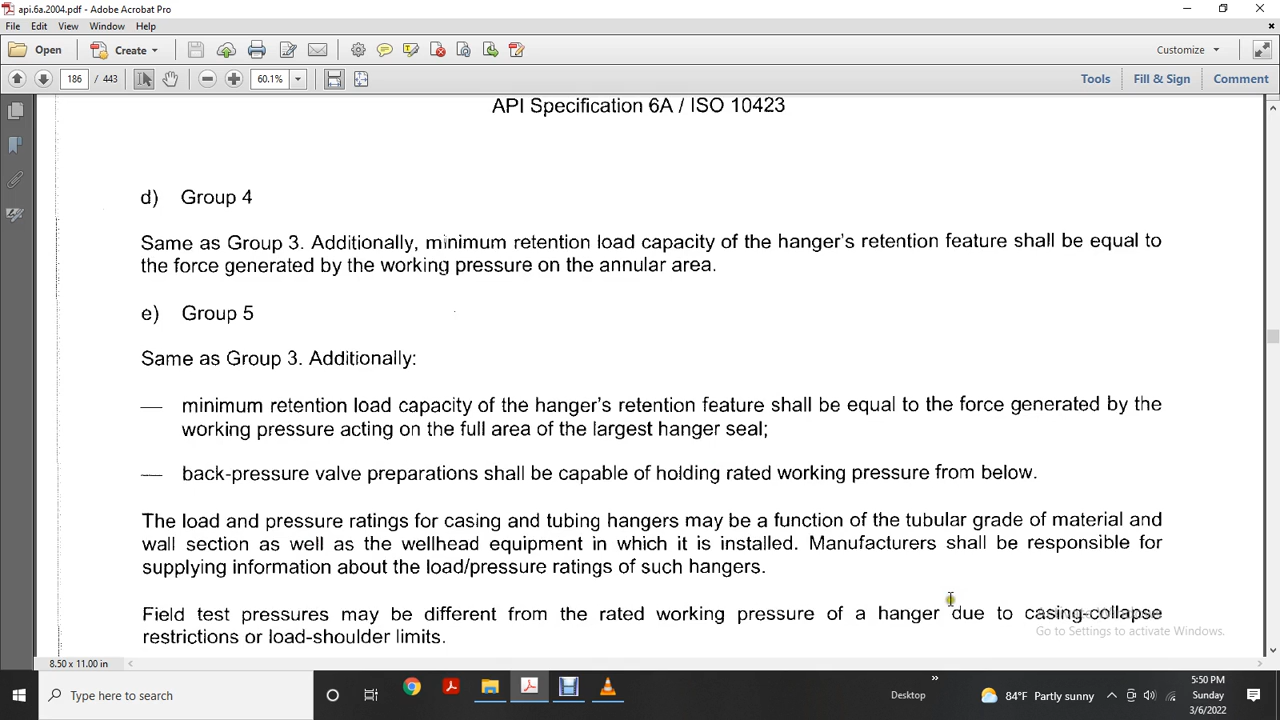 api.6a.2004.pdf - Adobe Acrobat Pro
File Edit View Window Help
Open Create Customize
186 / 443 60.1% Tools Fill & Sign Comment
API Specification 6A / ISO 10423
d) Group 4
Same as Group 3. Additionally, minimum retention load capacity of the hanger's retention feature shall be equal to
the force generated by the working pressure on the annular area.
e) Group 5
Same as Group 3. Additionally:
— minimum retention load capacity of the hanger's retention feature shall be equal to the force generated by the
working pressure acting on the full area of the largest hanger seal;
— back-pressure valve preparations shall be capable of holding rated working pressure from below.
The load and pressure ratings for casing and tubing hangers may be a function of the tubular grade of material and
wall section as well as the wellhead equipment in which it is installed. Manufacturers shall be responsible for
supplying information about the load/pressure ratings of such hangers.
Field test pressures may be different from the rated working pressure of a hanger due to casing-collapse
restrictions or load-shoulder limits.
Activate Windows
Go to Settings to activate Windows.
8.50 x 11.00 in
Type here to search
Desktop
84°F Partly sunny
5:50 PM
Sunday
3/6/2022